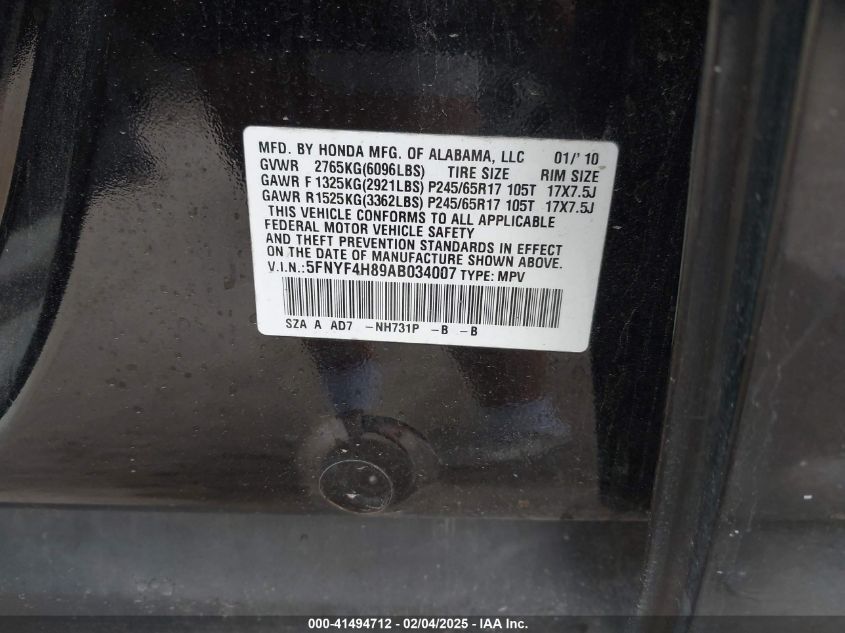 MFD. BY HONDA MFG. OF ALABAMA, LLC 01/'10
GVWR 2765KG(6096LBS) TIRE SIZE RIM SIZE
GAWR F 1325KG(2921LBS) P245/65R17 105T 17X7.5J
GAWR R1525KG(3362LBS) P245/65R17 105T 17X7.5J
THIS VEHICLE CONFORMS TO ALL APPLICABLE
FEDERAL MOTOR VEHICLE SAFETY
AND THEFT PREVENTION STANDARDS IN EFFECT
ON THE DATE OF MANUFACTURE SHOWN ABOVE.
V.I.N.:5FNYF4H89AB034007 TYPE: MPV
SZA A AD7 -NH731P -B -B
000-41494712 - 02/04/2025 - IAA Inc.